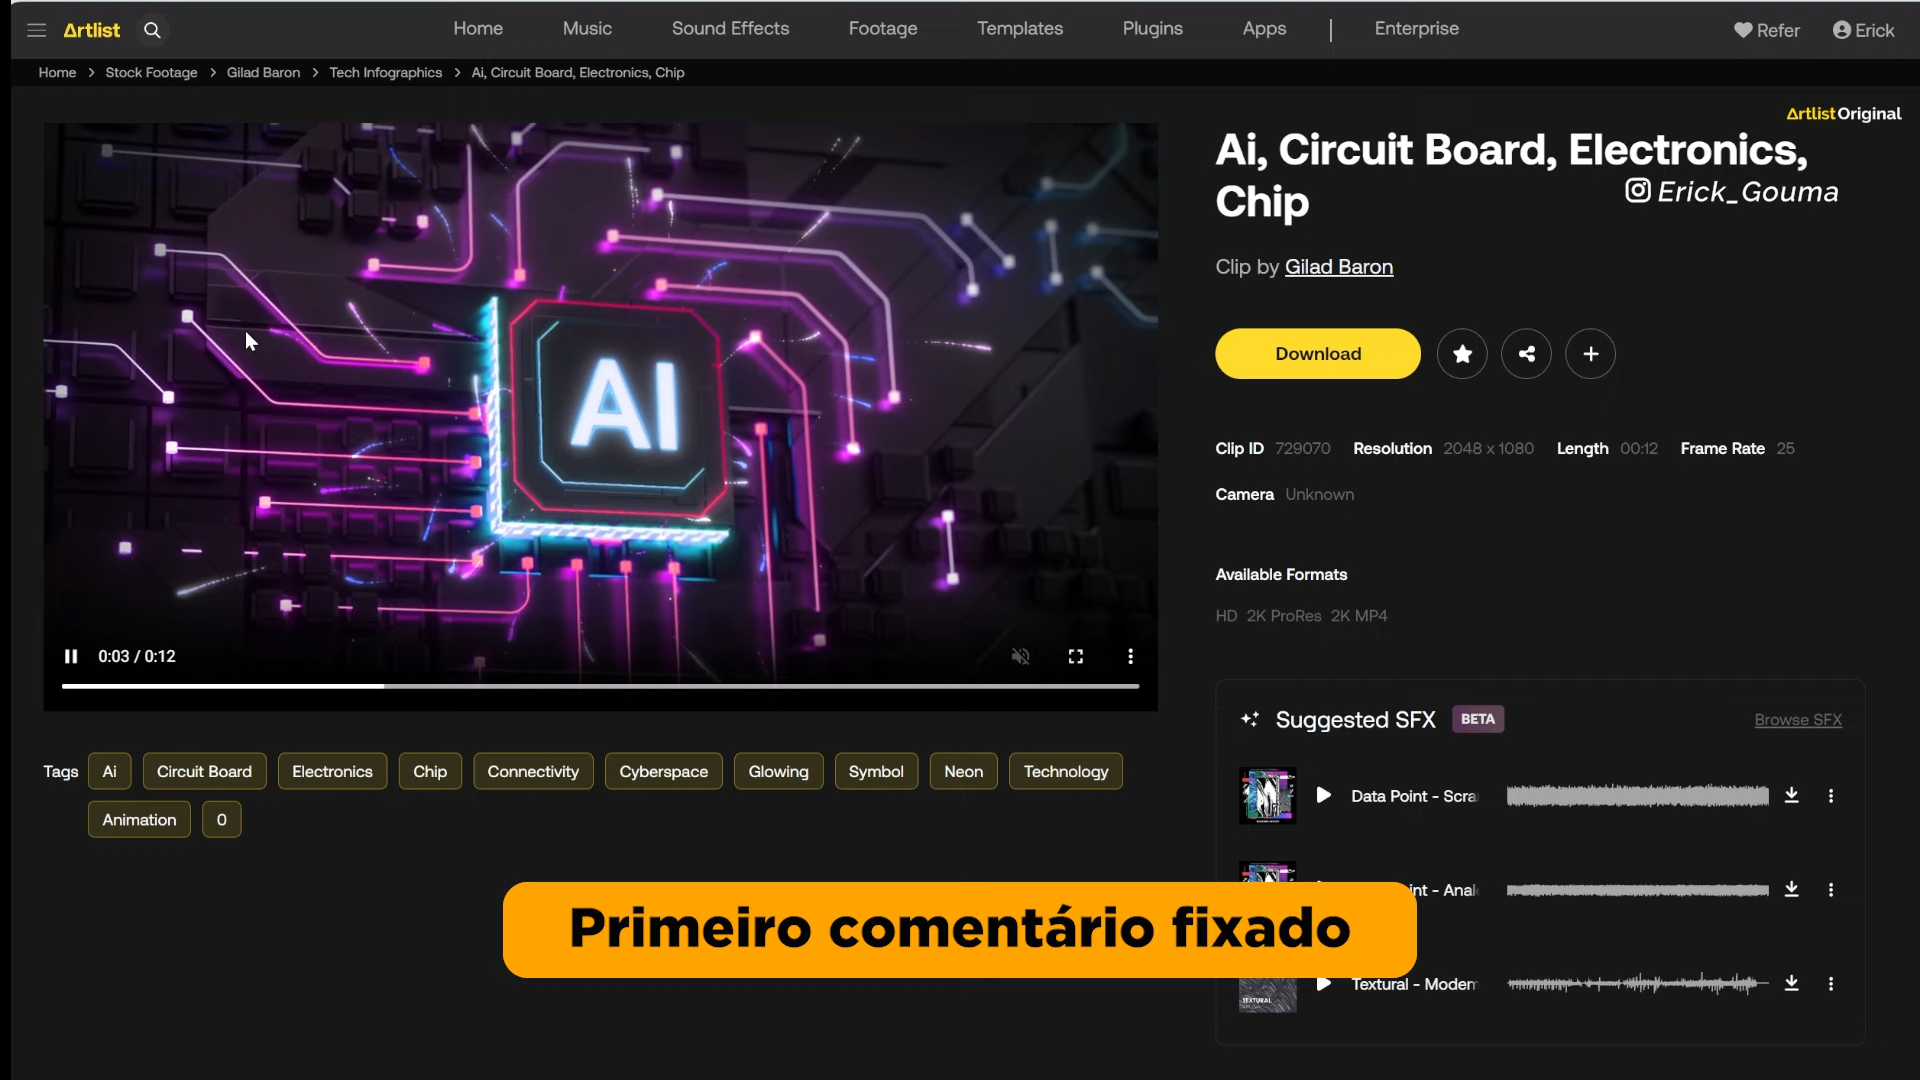 Artlist
Home
Music
Sound Effects
Footage
Templates
Plugins
Apps
Enterprise
Refer
Erick
Home > Stock Footage > Gilad Baron > Tech Infographics > Ai, Circuit Board, Electronics, Chip
Artlist Original
Ai, Circuit Board, Electronics,
Chip
Erick_Gouma
Clip by Gilad Baron
Download
Clip ID 729070 Resolution 2048 x 1080 Length 00:12 Frame Rate 25
Camera Unknown
Available Formats
HD 2K ProRes 2K MP4
AI
0:03 / 0:12
Tags Ai Circuit Board Electronics Chip Connectivity Cyberspace Glowing Symbol Neon Technology
Animation 0
Suggested SFX BETA Browse SFX
Data Point - Scra
int - Anal
TEXTURAL
Textural - Modern
Primeiro comentário fixado